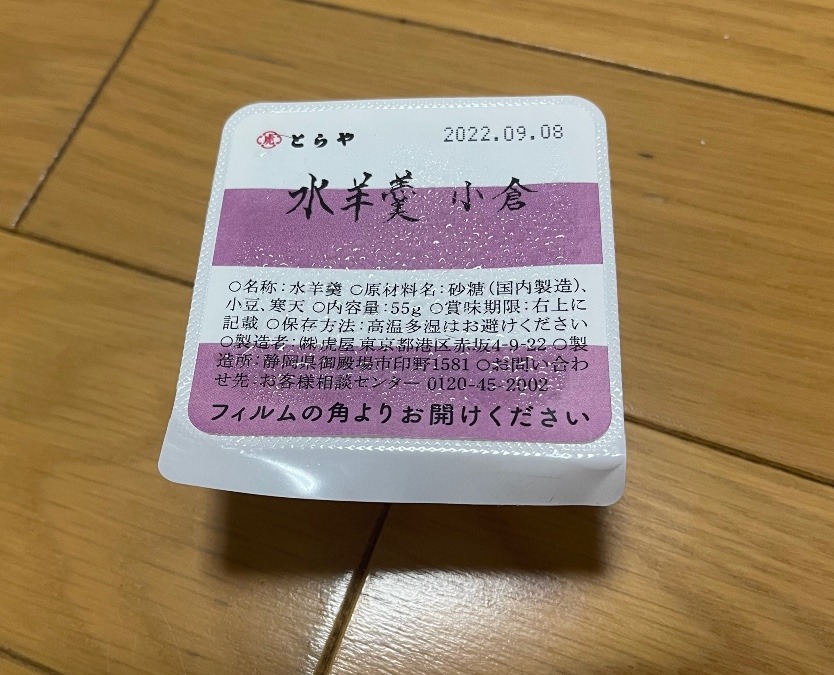 虎 とらや
2022.09.08
水羊羹 小倉
○名称:水羊羹 ○原材料名:砂糖(国内製造)、
小豆、寒天 ○内容量:55g ○賞味期限:右上に
記載 ○保存方法:高温多湿はお避けください
○製造者:㈱虎屋 東京都港区赤坂4-9-22 ○製
造所:静岡県御殿場市印野1581 ○お問い合わ
せ先 お客様相談センター 0120-45-2002
フィルムの角よりお開けください